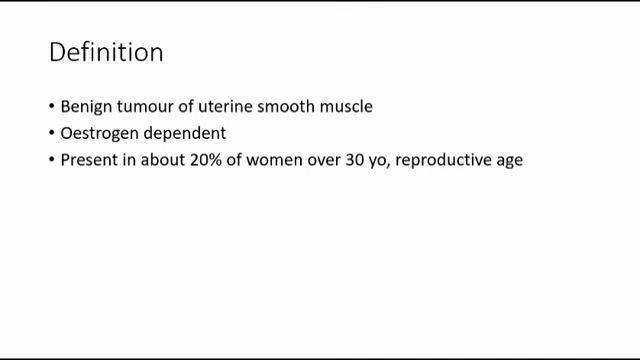 Definition
• Benign tumour of uterine smooth muscle
• Oestrogen dependent
• Present in about 20% of women over 30 yo, reproductive age